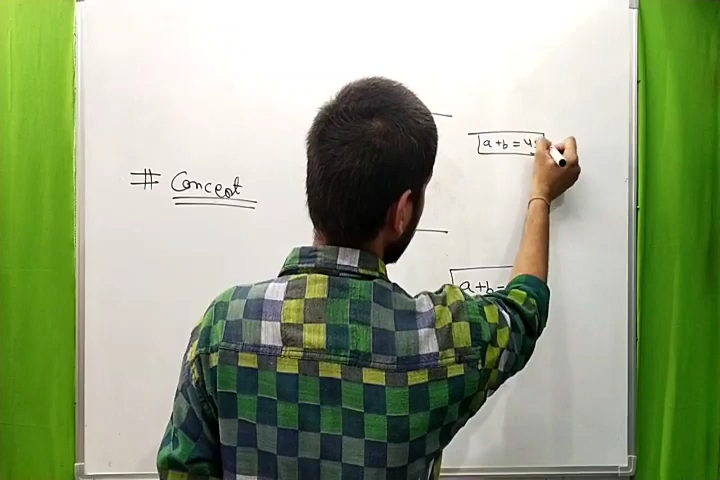 a+b = 4
# Concept
a+b =